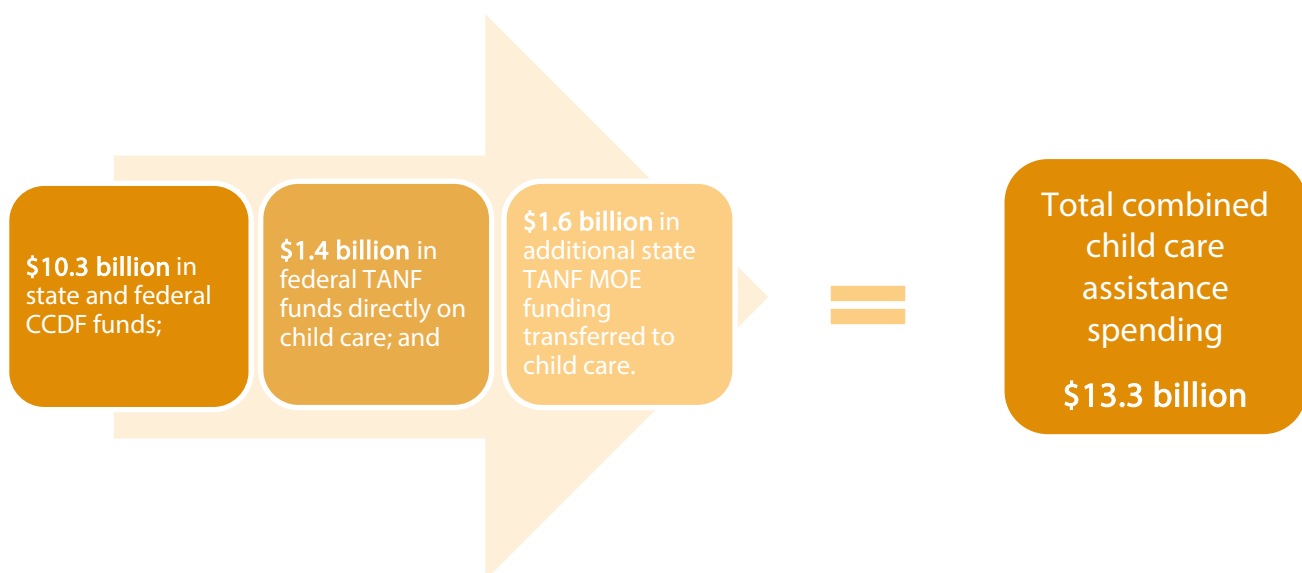 $10.3 billion in
state and federal
CCDF funds;
$1.4 billion in
federal TANF
funds directly on
child care; and
$1.6 billion in
additional state
TANF MOE
funding
transferred to
child care.
=
Total combined
child care
assistance
spending
$13.3 billion